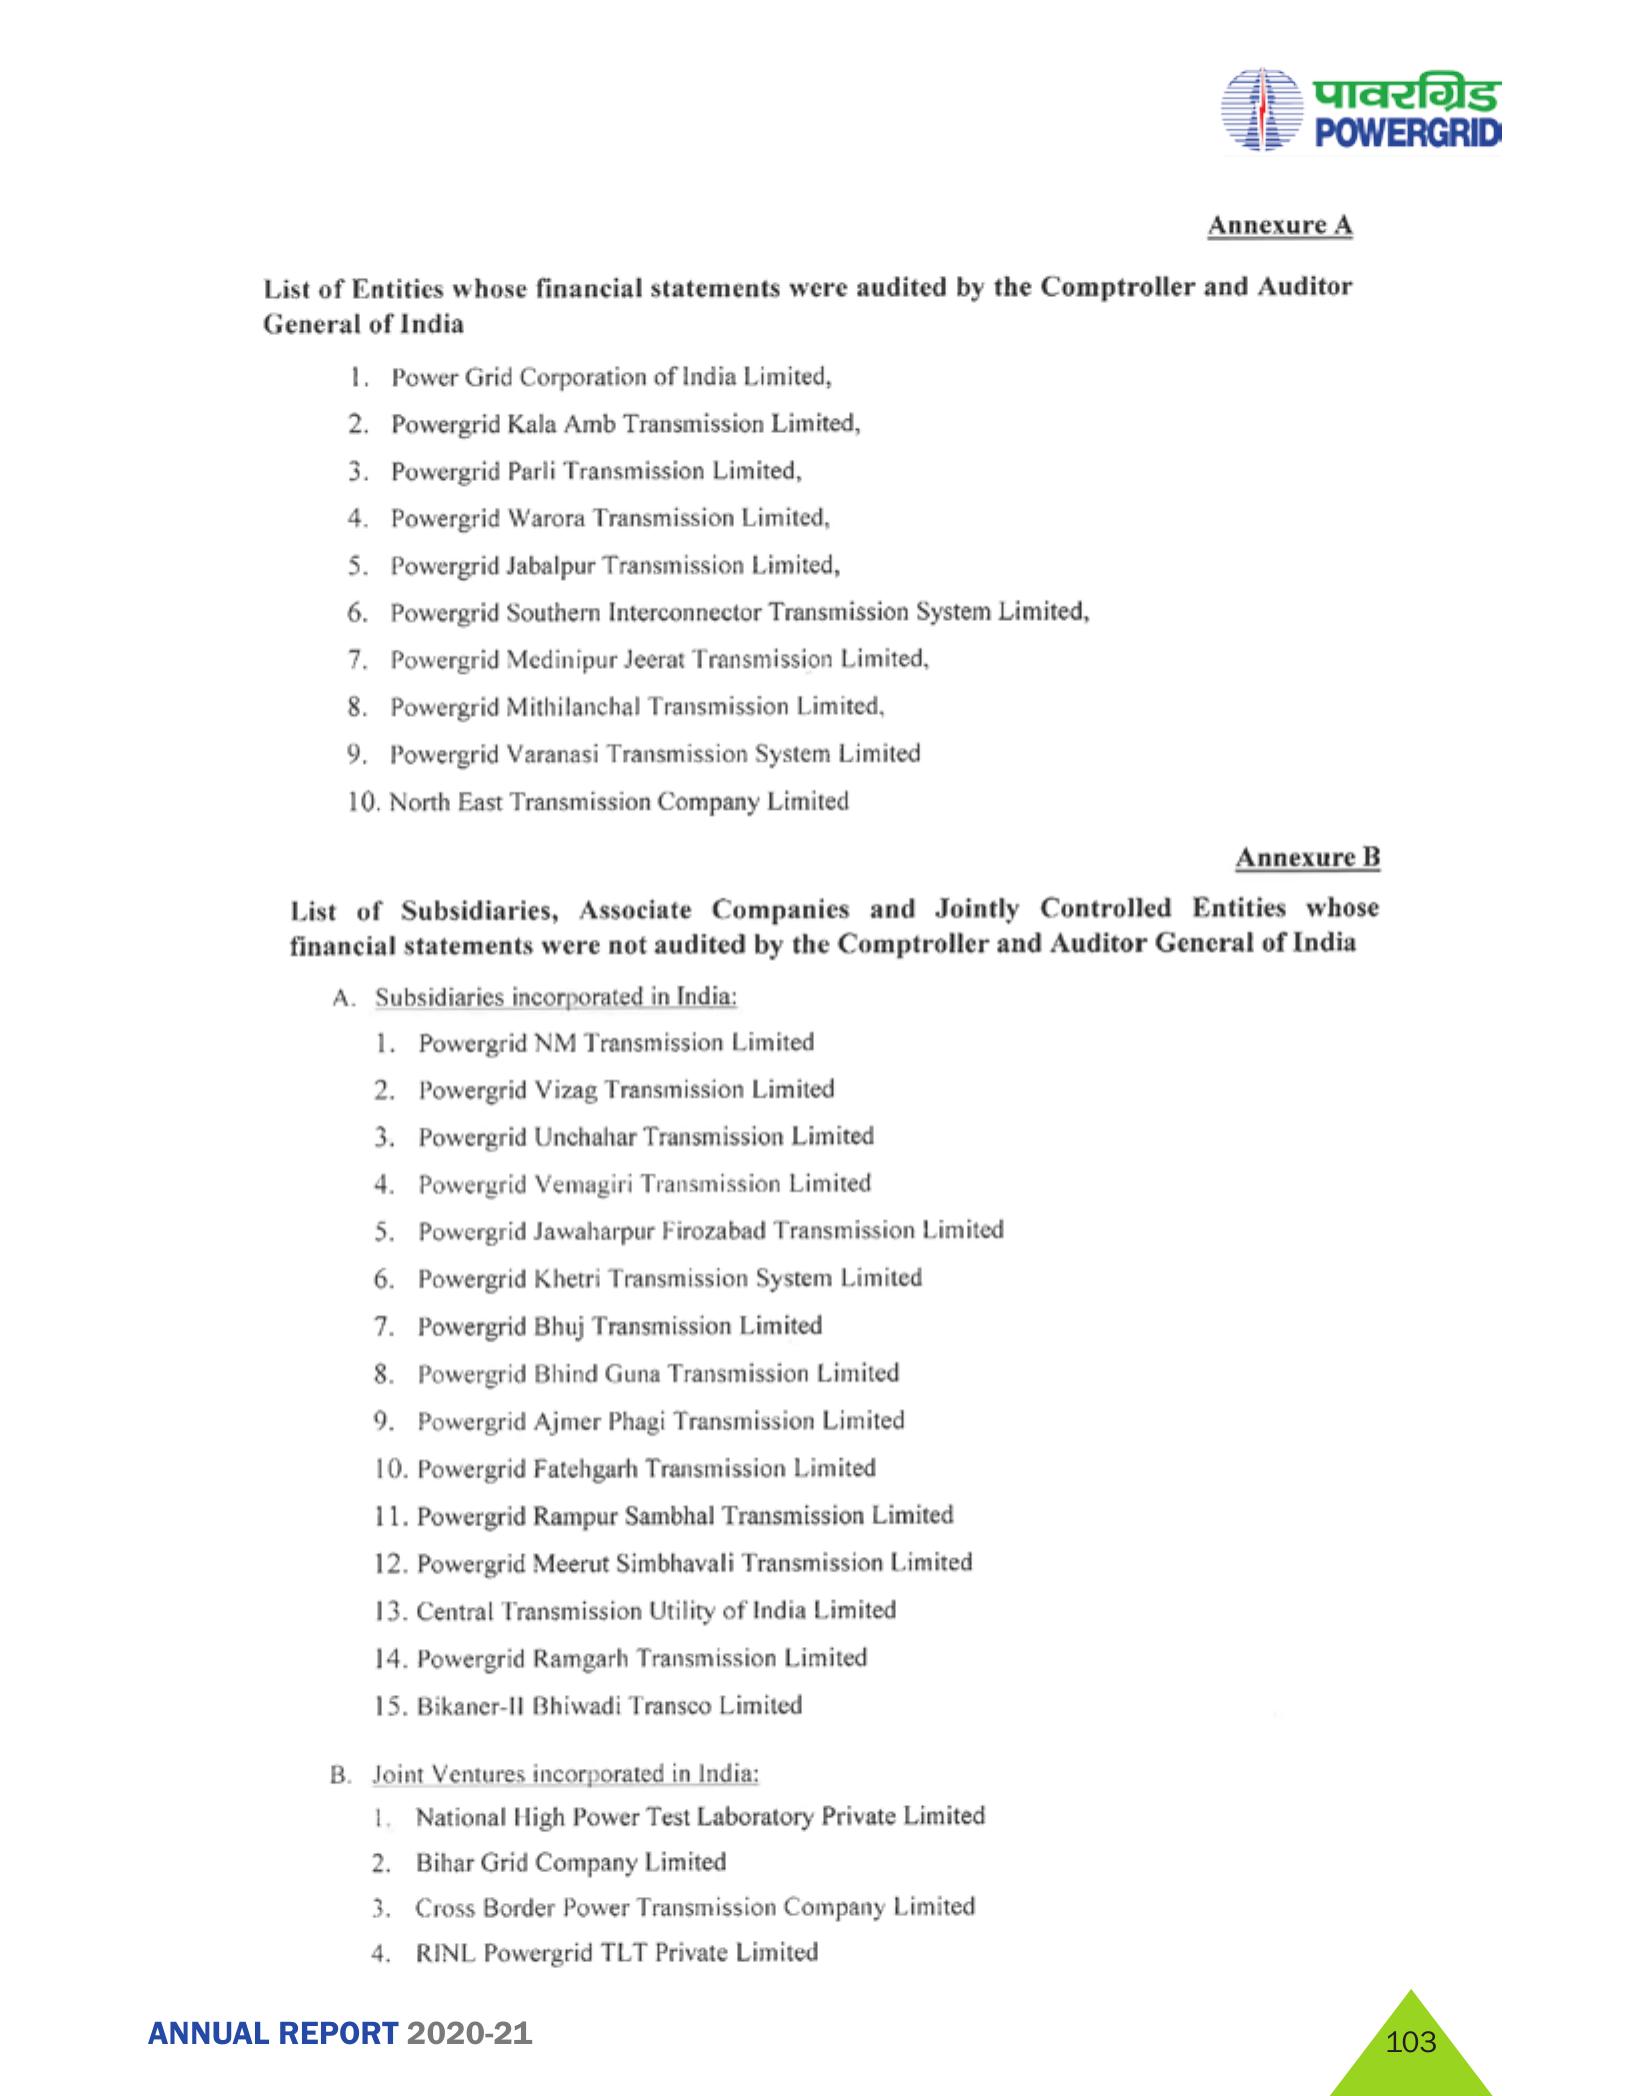 पावरग्रिड
POWERGRID
Annexure A
List of Entities whose financial statements were audited by the Comptroller and Auditor
General of India
1. Power Grid Corporation of India Limited,
2. Powergrid Kala Amb Transmission Limited,
3. Powergrid Parli Transmission Limited,
4. Powergrid Warora Transmission Limited,
5. Powergrid Jabalpur Transmission Limited,
6. Powergrid Southern Interconnector Transmission System Limited,
7. Powergrid Medinipur Jeerat Transmission Limited,
8. Powergrid Mithilanchal Transmission Limited,
9. Powergrid Varanasi Transmission System Limited
10. North East Transmission Company Limited
Annexure B
List of Subsidiaries, Associate Companies and Jointly Controlled Entities whose
financial statements were not audited by the Comptroller and Auditor General of India
A. Subsidiaries incorporated in India:
1. Powergrid NM Transmission Limited
2. Powergrid Vizag Transmission Limited
3. Powergrid Unchahar Transmission Limited
4. Powergrid Vemagiri Transmission Limited
5. Powergrid Jawaharpur Firozabad Transmission Limited
6. Powergrid Khetri Transmission System Limited
7. Powergrid Bhuj Transmission Limited
8. Powergrid Bhind Guna Transmission Limited
9. Powergrid Ajmer Phagi Transmission Limited
10. Powergrid Fatehgarh Transmission Limited
11. Powergrid Rampur Sambhal Transmission Limited
12. Powergrid Meerut Simbhavali Transmission Limited
13. Central Transmission Utility of India Limited
14. Powergrid Ramgarh Transmission Limited
15. Bikaner-II Bhiwadi Transco Limited
B. Joint Ventures incorporated in India:
1. National High Power Test Laboratory Private Limited
2. Bihar Grid Company Limited
3. Cross Border Power Transmission Company Limited
4. RINL Powergrid TLT Private Limited
ANNUAL REPORT 2020-21
103